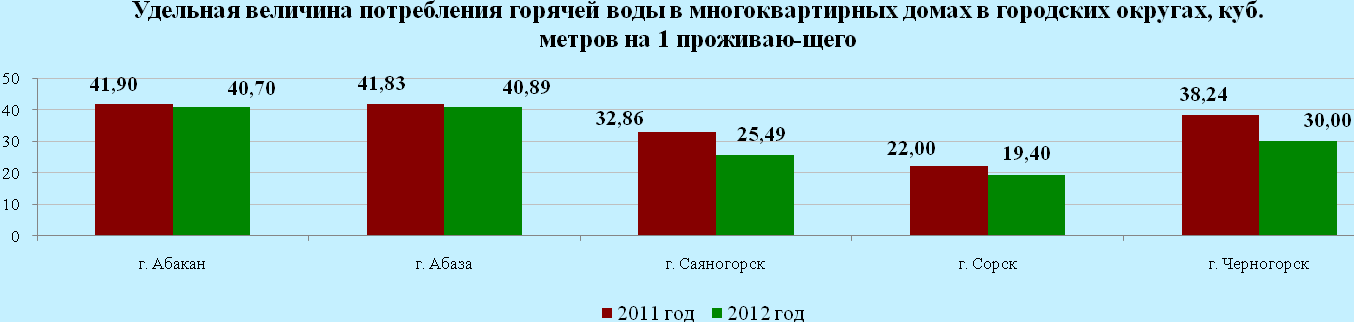 Удельная величина потребления горячей воды в многоквартирных домах в городских округах, куб.
метров на 1 проживаю-щего
50
40
30
20
10
0
41,90
40,70
41,83
40,89
32,86
25,49
22,00
19,40
38,24
30,00
г. Абакан
г. Абаза
г. Саяногорск
г. Сорск
г. Черногорск
2011 год
2012 год